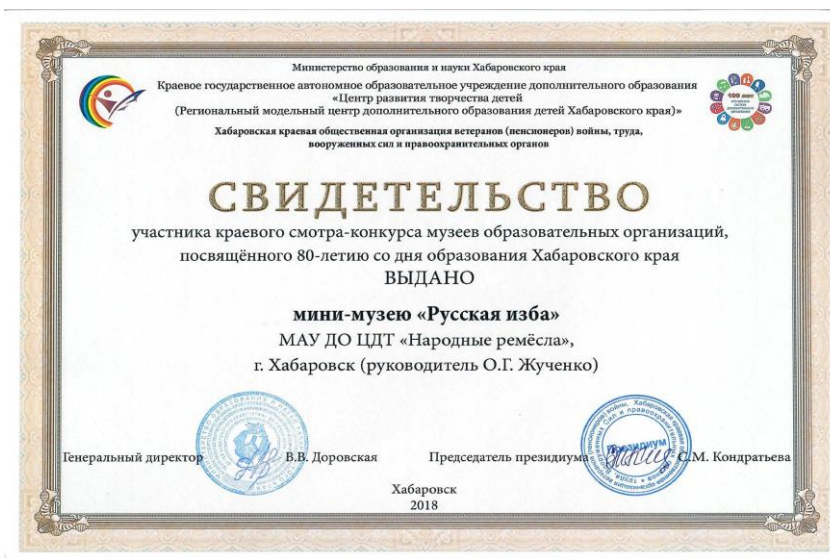 Министерство образования и науки Хабаровского края
Краевое государственное автономное образовательное учреждение дополнительного образования
«Центр развития творчества детей
(Региональный модельный центр дополнительного образования детей Хабаровского края)»
Хабаровская краевая общественная организация ветеранов (пенсионеров) войны, труда,
вооруженных сил и правоохранительных органов
100 лет
СВИДЕТЕЛЬСТВО
участника краевого смотра-конкурса музеев образовательных организаций,
посвящённого 80-летию со дня образования Хабаровского края
ВЫДАНО
мини-музею «Русская изба»
МАУ ДО ЦДТ «Народные ремёсла»,
г. Хабаровск (руководитель О.Г. Жученко)
Генеральный директор В.В. Доровская
Председатель президиума С.М. Кондратьева
Президиум
Хабаровск
2018